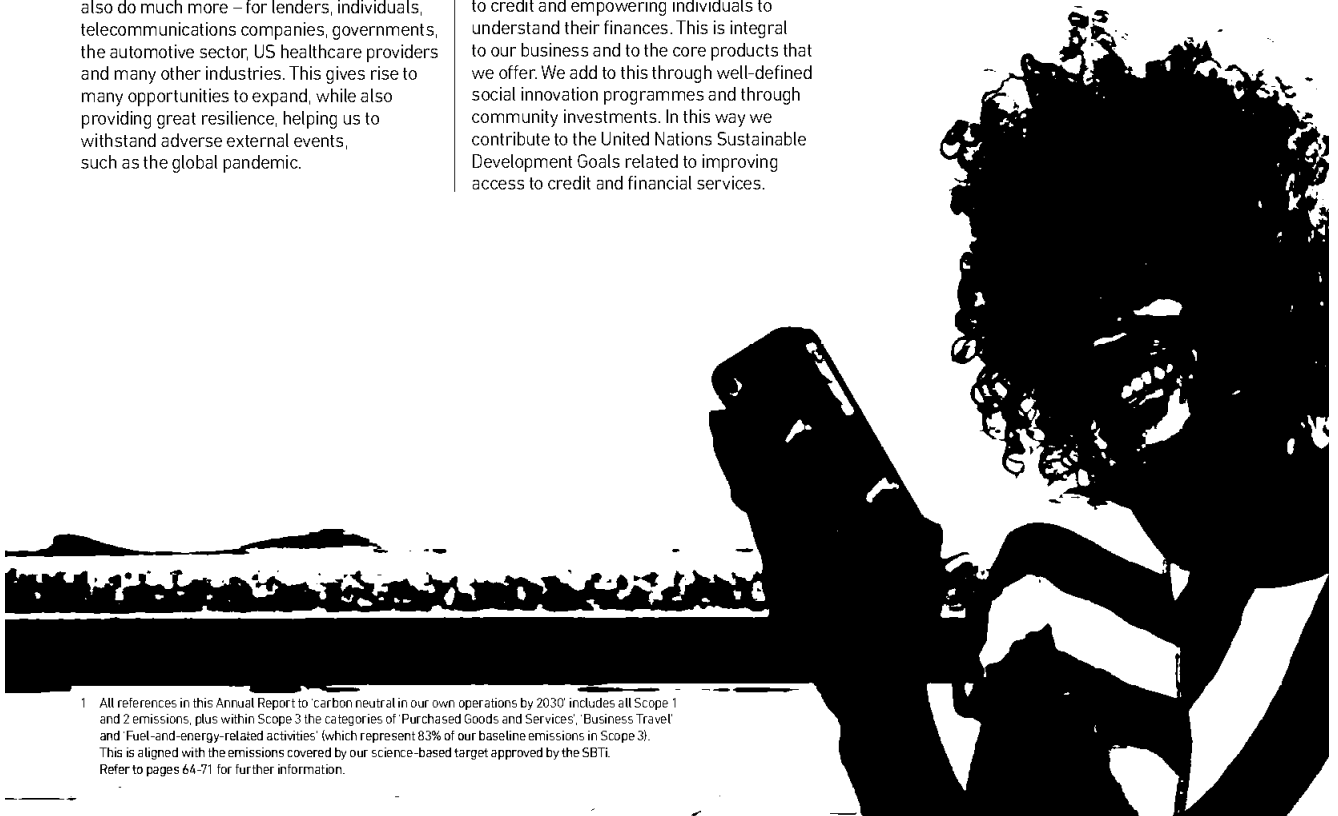 also do much more – for lenders, individuals,
telecommunications companies, governments,
the automotive sector, US healthcare providers
and many other industries. This gives rise to
many opportunities to expand, while also
providing great resilience, helping us to
withstand adverse external events,
such as the global pandemic.
to credit and empowering individuals to
understand their finances. This is integral
to our business and to the core products that
we offer. We add to this through well-defined
social innovation programmes and through
community investments. In this way we
contribute to the United Nations Sustainable
Development Goals related to improving
access to credit and financial services.
1 All references in this Annual Report to 'carbon neutral in our own operations by 2030' includes all Scope 1
and 2 emissions, plus within Scope 3 the categories of 'Purchased Goods and Services', 'Business Travel'
and 'Fuel-and-energy-related activities' (which represent 83% of our baseline emissions in Scope 3).
This is aligned with the emissions covered by our science-based target approved by the SBTi.
Refer to pages 64-71 for further information.